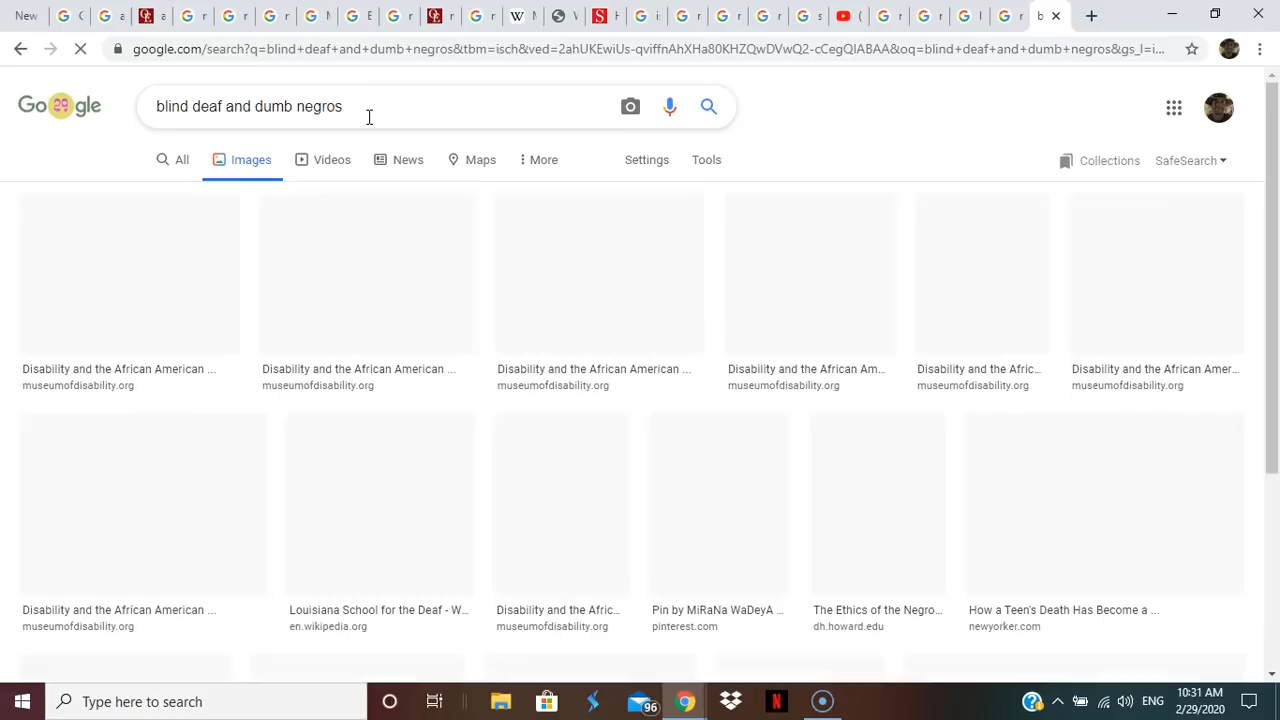 New
google.com/search?q=blind+deaf+and+dumb+negros&tbm=isch&ved=2ahUKEwiUs-qviffnAhXHa80KHZQwDVwQ2-cCegQIABAA&oq=blind+deaf+and+dumb+negros&gs_l=i...
Google 29
blind deaf and dumb negros
All Images Videos News Maps More Settings Tools Collections SafeSearch
Disability and the African American ... Disability and the African American ... Disability and the African American ... Disability and the African Am... Disability and the Afric... Disability and the African Amer...
museumofdisability.org museumofdisability.org museumofdisability.org museumofdisability.org museumofdisability.org museumofdisability.org
Disability and the African American ... Louisiana School for the Deaf - W... Disability and the Afric... Pin by MiRaNa WaDeyA ... The Ethics of the Negro... How a Teen's Death Has Become a ...
museumofdisability.org en.wikipedia.org museumofdisability.org pinterest.com dh.howard.edu newyorker.com
Type here to search 96 ENG 10:31 AM
2/29/2020